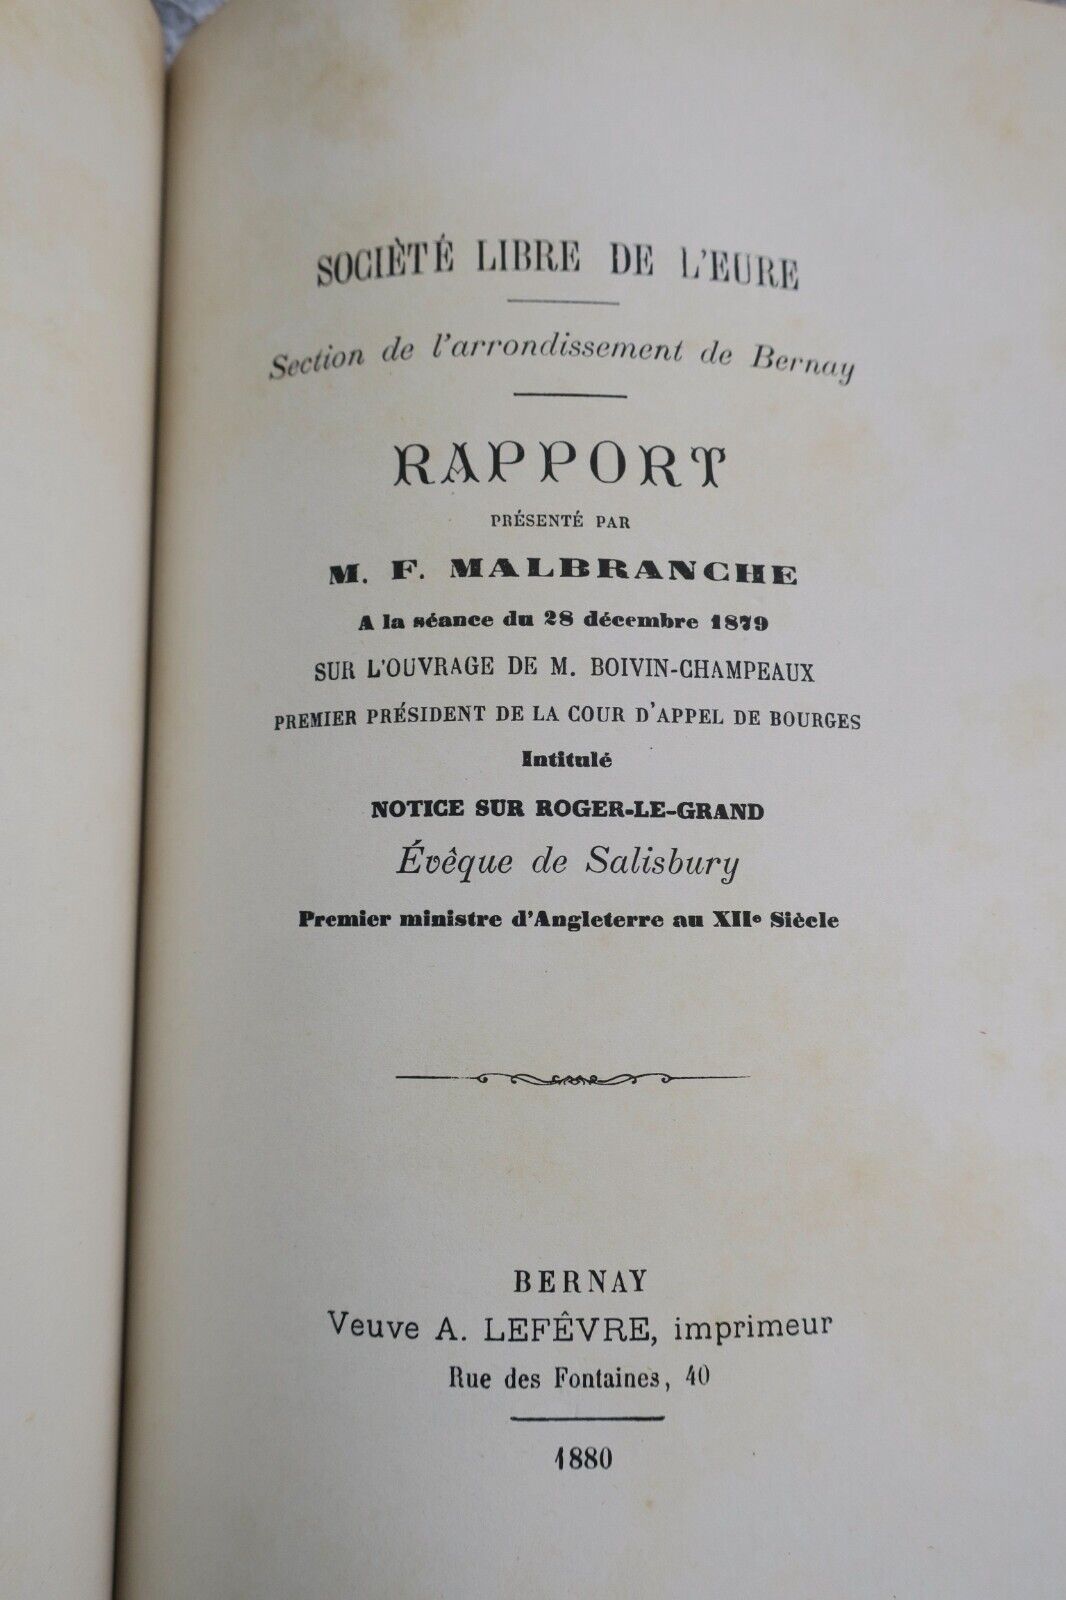 SOCIÈTÉ LIBRE DE L'EURE
Section de l'arrondissement de Bernay
RAPPORT
PRÉSENTÉ PAR
M. F. MALBRANCHE
A la séance du 28 décembre 1879
SUR L'OUVRAGE DE M. BOIVIN-CHAMPEAUX
PREMIER PRÉSIDENT DE LA COUR D'APPEL DE BOURGES
Intitulé
NOTICE SUR ROGER-LE-GRAND
Évêque de Salisbury
Premier ministre d'Angleterre au XIIe Siècle
BERNAY
Veuve A. LEFÊVRE, imprimeur
Rue des Fontaines, 40
1880